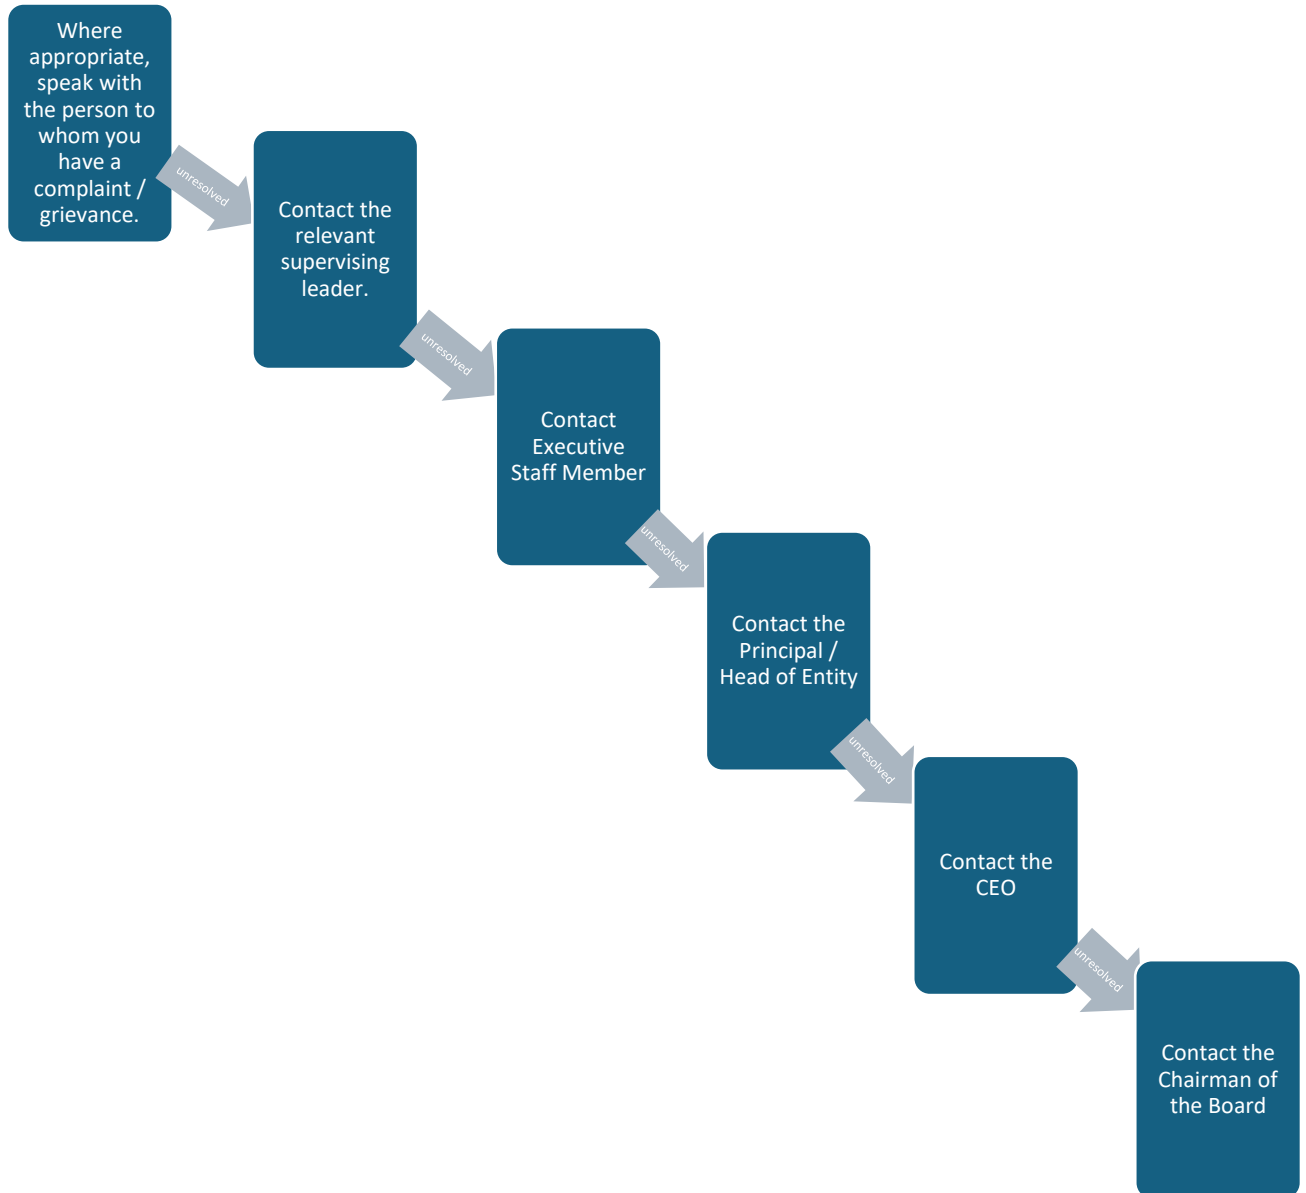 Where
appropriate,
speak with
the person to
whom you
have a
complaint /
grievance.
unresolved
Contact the
relevant
supervising
leader.
unresolved
Contact
Executive
Staff Member
unresolved
Contact the
Principal /
Head of Entity
unresolved
Contact the
CEO
unresolved
Contact the
Chairman of
the Board